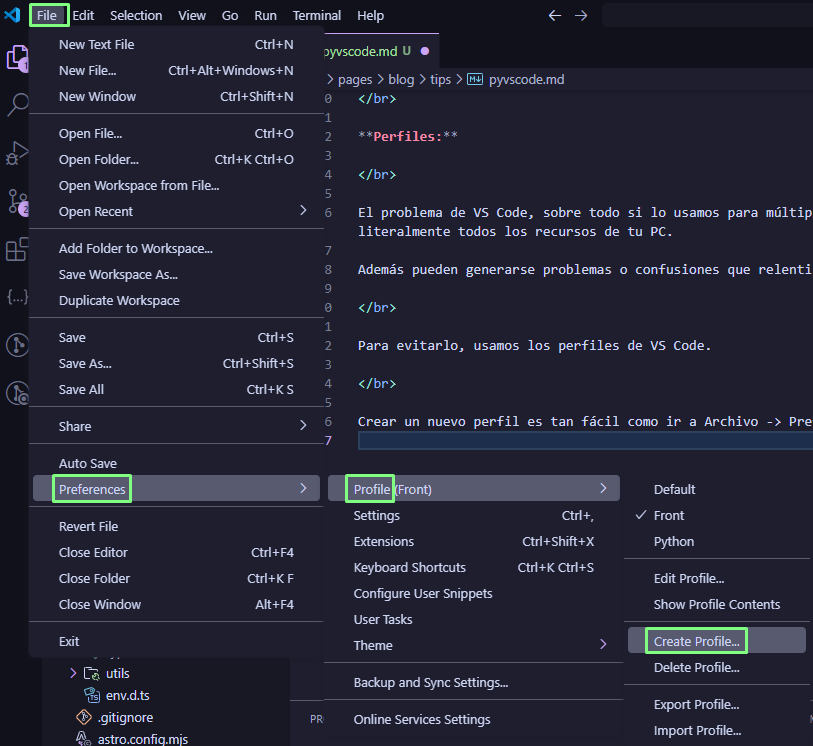 File Edit Selection View Go Run Terminal Help
New Text File Ctrl+N
New File... Ctrl+Alt+Windows+N
New Window Ctrl+Shift+N
Open File... Ctrl+O
Open Folder... Ctrl+K Ctrl+O
Open Workspace from File...
Open Recent
Add Folder to Workspace...
Save Workspace As...
Duplicate Workspace
Save Ctrl+S
Save As... Ctrl+Shift+S
Save All Ctrl+K S
Share
Auto Save
Preferences
Revert File
Close Editor Ctrl+F4
Close Folder Ctrl+K F
Close Window Alt+F4
Exit
utils
env.d.ts
.gitignore
astro.config.mjs
pyvscode.md U
pages > blog > tips > pyvscode.md
0 </br>
1
2 **Perfiles:**
3
4 </br>
5
6 El problema de VS Code, sobre todo si lo usamos para múltip
literalmente todos los recursos de tu PC.
7
8 Además pueden generarse problemas o confusiones que relenti
9
0 </br>
1
2 Para evitarlo, usamos los perfiles de VS Code.
3
4 </br>
5
6 Crear un nuevo perfil es tan fácil como ir a Archivo -> Pre
7
Profile (Front)
Settings Ctrl+,
Extensions Ctrl+Shift+X
Keyboard Shortcuts Ctrl+K Ctrl+S
Configure User Snippets
User Tasks
Theme
Backup and Sync Settings...
Online Services Settings
Default
Front
Python
Edit Profile...
Show Profile Contents
Create Profile...
Delete Profile...
Export Profile...
Import Profile...